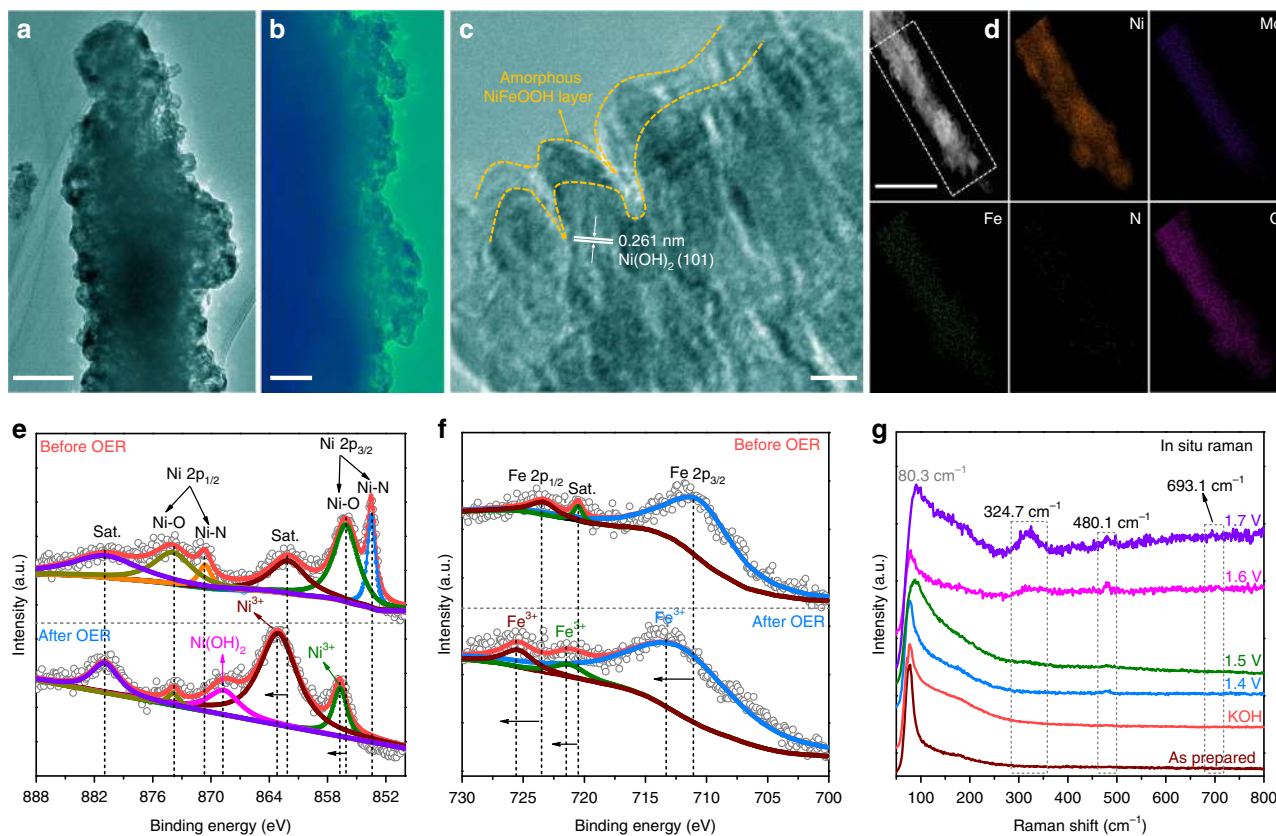 a
b
c
Amorphous
NiFeOOH layer
0.261 nm
Ni(OH)2 (101)
d
Ni
Mo
Fe
N
e
Before OER
Ni 2p1/2
Ni-O
Ni-N
Sat.
Sat.
Ni 2p3/2
Ni-O
Ni-N
Ni3+
After OER
Ni(OH)2
Ni3+
Intensity (a.u.)
888 882 876 870 864 858 852
Binding energy (eV)
f
Before OER
Fe 2p1/2
Sat.
Fe 2p3/2
Fe3+
Fe3+
Fe3+
After OER
Intensity (a.u.)
730 725 720 715 710 705 700
Binding energy (eV)
g
In situ raman
80.3 cm−1
324.7 cm−1
480.1 cm−1
693.1 cm−1
1.7 V
1.6 V
1.5 V
1.4 V
KOH
As prepared
Intensity (a.u.)
100 200 300 400 500 600 700 800
Raman shift (cm−1)